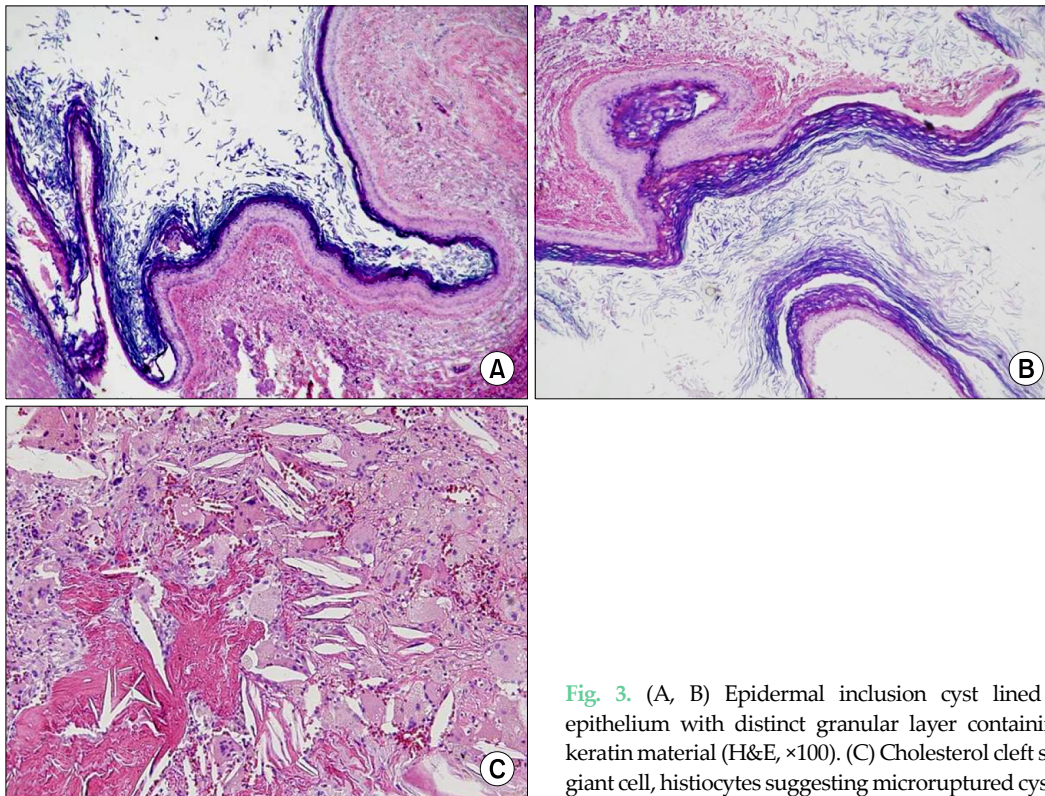 A
B
C
Fig. 3. (A, B) Epidermal inclusion cyst lined
epithelium with distinct granular layer containi
keratin material (H&E, ×100). (C) Cholesterol cleft s
giant cell, histiocytes suggesting microruptured cys